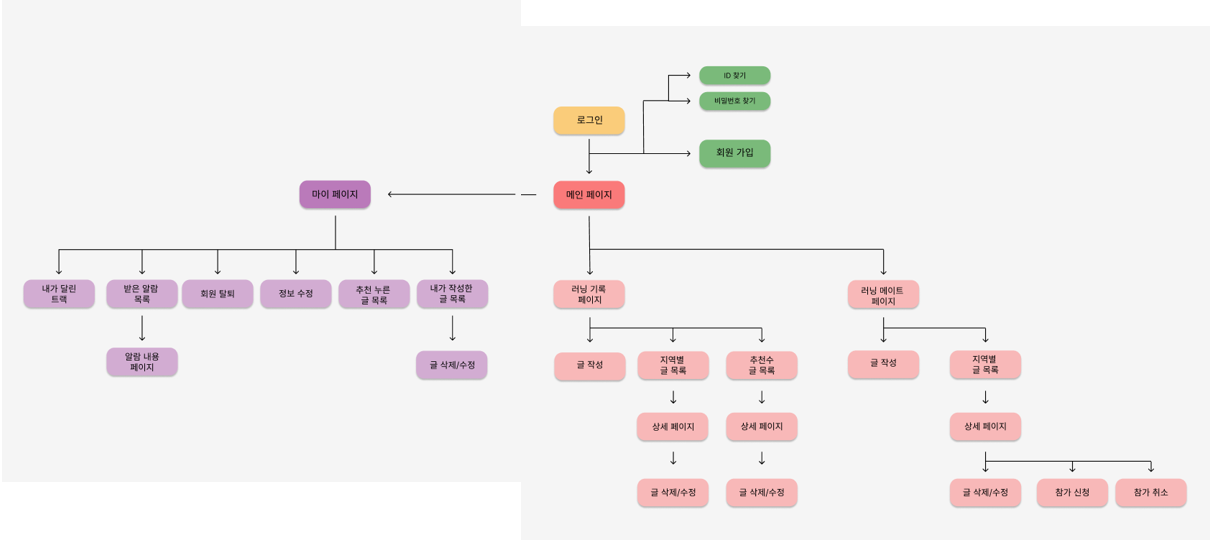 ID 찾기
비밀번호 찾기
로그인
회원 가입
마이 페이지
메인 페이지
내가 달린
트랙
받은 알람
목록
회원 탈퇴
정보 수정
추천 누른
글 목록
내가 작성한
글 목록
러닝 기록
페이지
러닝 메이트
페이지
알람 내용
페이지
글 삭제/수정
글 작성
지역별
글 목록
추천수
글 목록
글 작성
지역별
글 목록
상세 페이지
상세 페이지
상세 페이지
글 삭제/수정
글 삭제/수정
글 삭제/수정
참가 신청
참가 취소